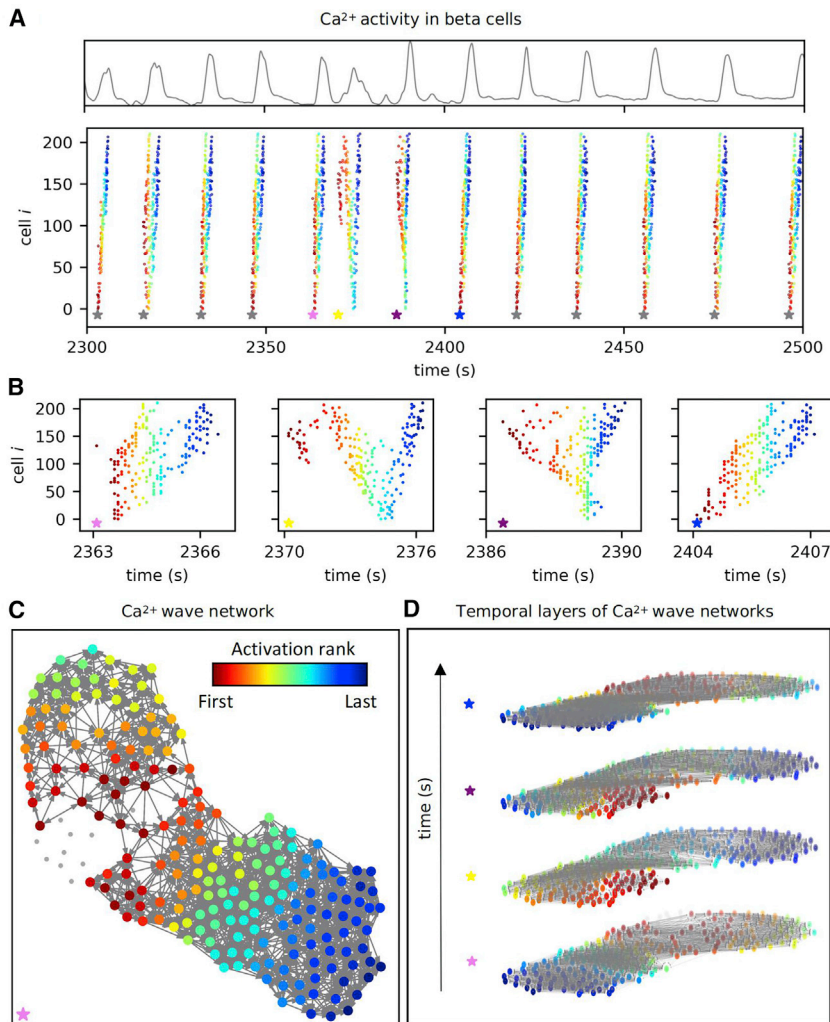 A
Ca²⁺ activity in beta cells
200
150
100
50
0
cell i
2300 2350 2400 2450 2500
time (s)
B
200
150
100
50
0
cell i
2363 2366 2370 2376 2386 2390 2404 2407
time (s) time (s) time (s) time (s)
C Ca²⁺ wave network
D Temporal layers of Ca²⁺ wave networks
Activation rank
First Last
time (s)